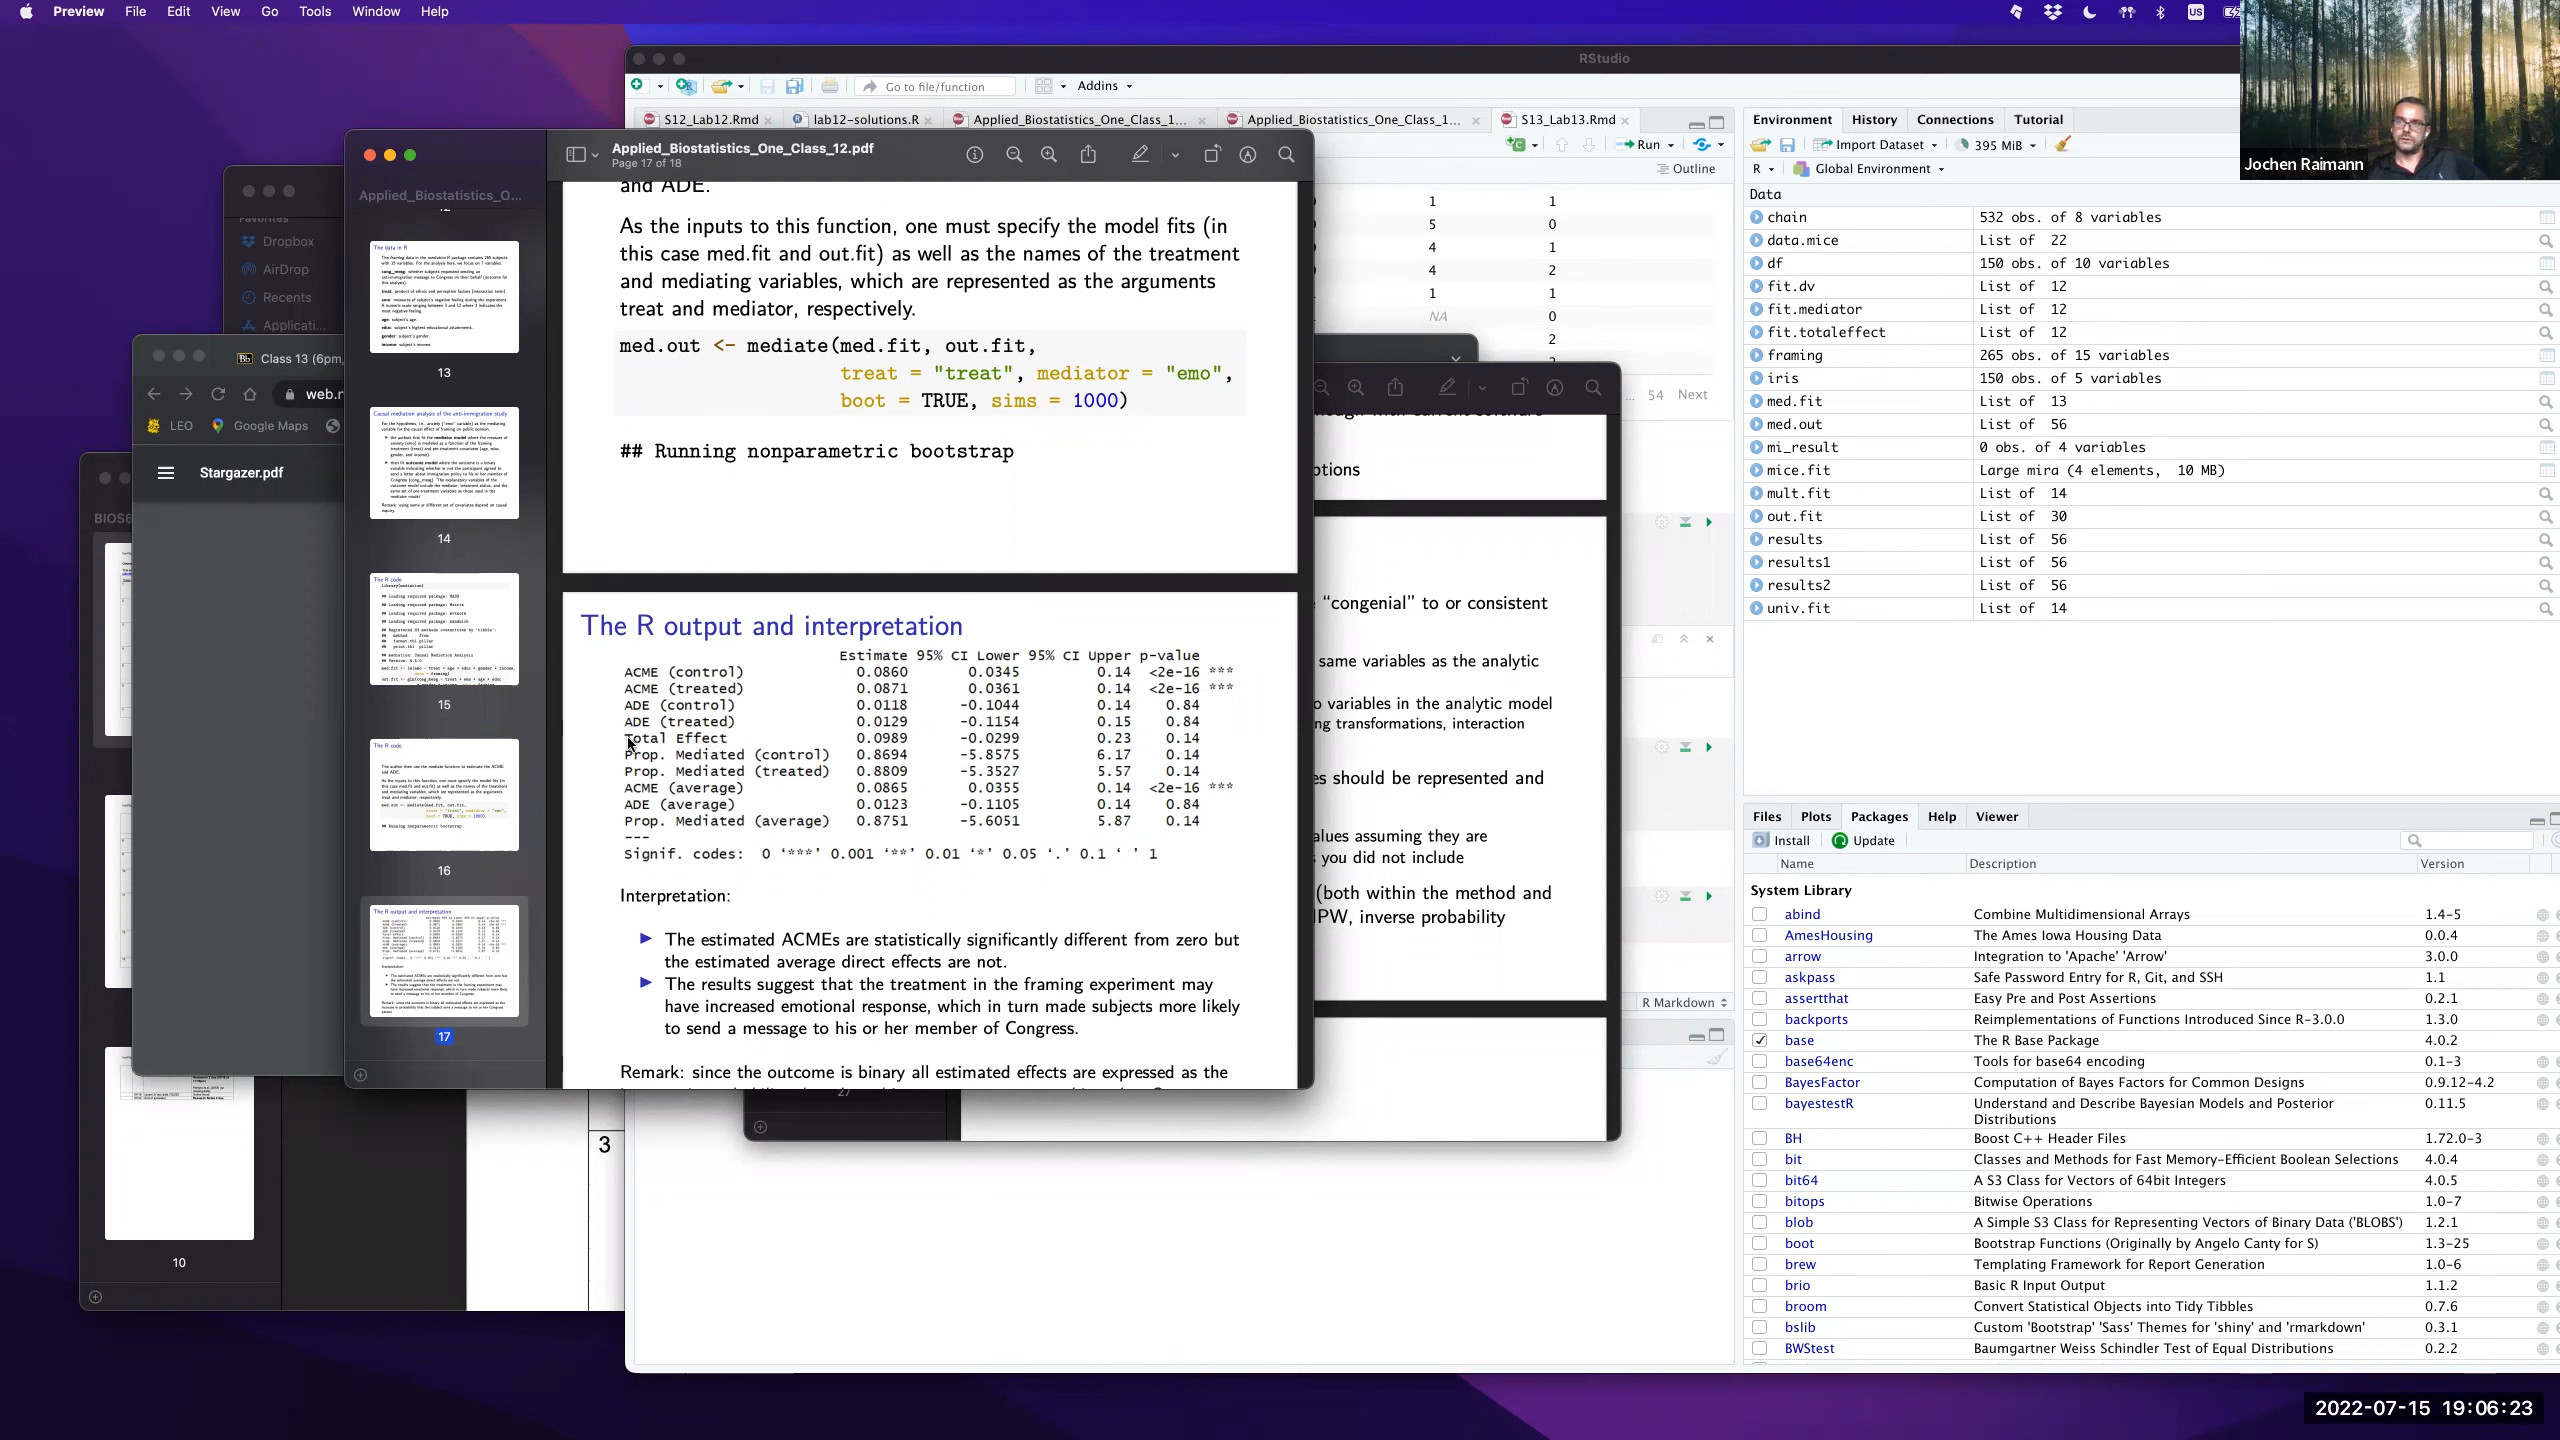 Preview File Edit View Go Tools Window Help
US
Jochen Raimann
RStudio
Go to file/function
Addins
S12_Lab12.Rmd
lab12-solutions.R
Applied_Biostatistics_One_Class_1...
Applied_Biostatistics_One_Class_1...
S13_Lab13.Rmd
Run
Outline
1 1
5 0
4 1
4 2
1 1
NA 0
2
54 Next
R Markdown
Favorites
Dropbox
AirDrop
Recents
Applicati...
Class 13 (6pm,
web.n
LEO
Google Maps
Stargazer.pdf
BIOS6
10
3
27
Applied_Biostatistics_O...
13
14
15
16
17
Applied_Biostatistics_One_Class_12.pdf
Page 17 of 18
and ADE.
As the inputs to this function, one must specify the model fits (in
this case med.fit and out.fit) as well as the names of the treatment
and mediating variables, which are represented as the arguments
treat and mediator, respectively.
med.out <- mediate(med.fit, out.fit,
treat = "treat", mediator = "emo",
boot = TRUE, sims = 1000)
## Running nonparametric bootstrap
The R output and interpretation
Estimate 95% CI Lower 95% CI Upper p-value
ACME (control) 0.0860 0.0345 0.14 <2e-16 ***
ACME (treated) 0.0871 0.0361 0.14 <2e-16 ***
ADE (control) 0.0118 -0.1044 0.14 0.84
ADE (treated) 0.0129 -0.1154 0.15 0.84
Total Effect 0.0989 -0.0299 0.23 0.14
Prop. Mediated (control) 0.8694 -5.8575 6.17 0.14
Prop. Mediated (treated) 0.8809 -5.3527 5.57 0.14
ACME (average) 0.0865 0.0355 0.14 <2e-16 ***
ADE (average) 0.0123 -0.1105 0.14 0.84
Prop. Mediated (average) 0.8751 -5.6051 5.87 0.14
---
Signif. codes: 0 ‘***’ 0.001 ‘**’ 0.01 ‘*’ 0.05 ‘.’ 0.1 ‘ ’ 1
Interpretation:
The estimated ACMEs are statistically significantly different from zero but
the estimated average direct effects are not.
The results suggest that the treatment in the framing experiment may
have increased emotional response, which in turn made subjects more likely
to send a message to his or her member of Congress.
Remark: since the outcome is binary all estimated effects are expressed as the
ptions
“congenial” to or consistent
same variables as the analytic
o variables in the analytic model
ng transformations, interaction
es should be represented and
alues assuming they are
s you did not include
(both within the method and
IPW, inverse probability
Environment History Connections Tutorial
Import Dataset
395 MiB
R Global Environment
Data
chain 532 obs. of 8 variables
data.mice List of 22
df 150 obs. of 10 variables
fit.dv List of 12
fit.mediator List of 12
fit.totaleffect List of 12
framing 265 obs. of 15 variables
iris 150 obs. of 5 variables
med.fit List of 13
med.out List of 56
mi_result 0 obs. of 4 variables
mice.fit Large mira (4 elements, 10 MB)
mult.fit List of 14
out.fit List of 30
results List of 56
results1 List of 56
results2 List of 56
univ.fit List of 14
Files Plots Packages Help Viewer
Install Update
Name Description Version
System Library
abind Combine Multidimensional Arrays 1.4-5
AmesHousing The Ames Iowa Housing Data 0.0.4
arrow Integration to 'Apache' 'Arrow' 3.0.0
askpass Safe Password Entry for R, Git, and SSH 1.1
assertthat Easy Pre and Post Assertions 0.2.1
backports Reimplementations of Functions Introduced Since R-3.0.0 1.3.0
base The R Base Package 4.0.2
base64enc Tools for base64 encoding 0.1-3
BayesFactor Computation of Bayes Factors for Common Designs 0.9.12-4.2
bayestestR Understand and Describe Bayesian Models and Posterior 0.11.5
Distributions
BH Boost C++ Header Files 1.72.0-3
bit Classes and Methods for Fast Memory-Efficient Boolean Selections 4.0.4
bit64 A S3 Class for Vectors of 64bit Integers 4.0.5
bitops Bitwise Operations 1.0-7
blob A Simple S3 Class for Representing Vectors of Binary Data ('BLOBS') 1.2.1
boot Bootstrap Functions (Originally by Angelo Canty for S) 1.3-25
brew Templating Framework for Report Generation 1.0-6
brio Basic R Input Output 1.1.2
broom Convert Statistical Objects into Tidy Tibbles 0.7.6
bslib Custom 'Bootstrap' 'Sass' Themes for 'shiny' and 'rmarkdown' 0.3.1
BWStest Baumgartner Weiss Schindler Test of Equal Distributions 0.2.2
2022-07-15 19:06:23